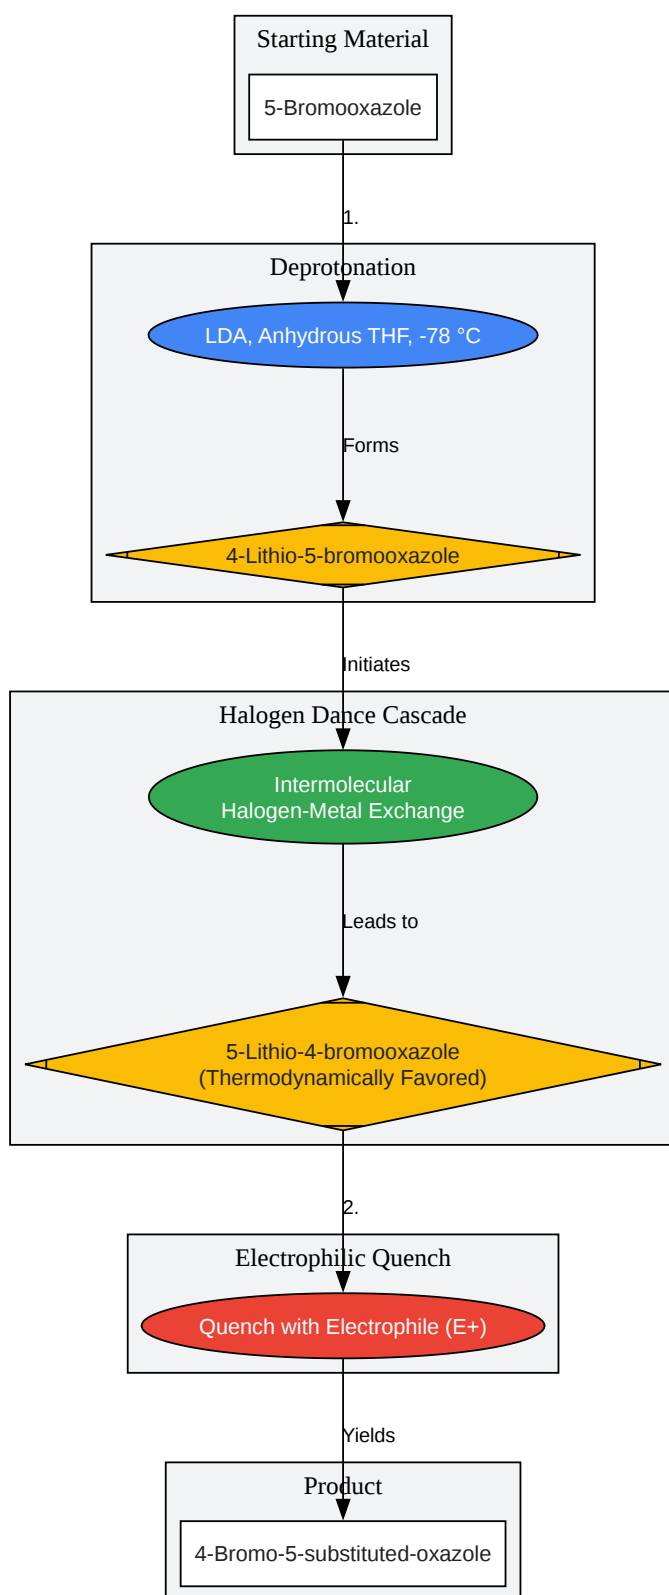 Starting Material
5-Bromooxazole
1.
Deprotonation
LDA, Anhydrous THF, -78 °C
Forms
4-Lithio-5-bromooxazole
Initiates
Halogen Dance Cascade
Intermolecular
Halogen-Metal Exchange
Leads to
5-Lithio-4-bromooxazole
(Thermodynamically Favored)
2.
Electrophilic Quench
Quench with Electrophile (E+)
Yields
Product
4-Bromo-5-substituted-oxazole